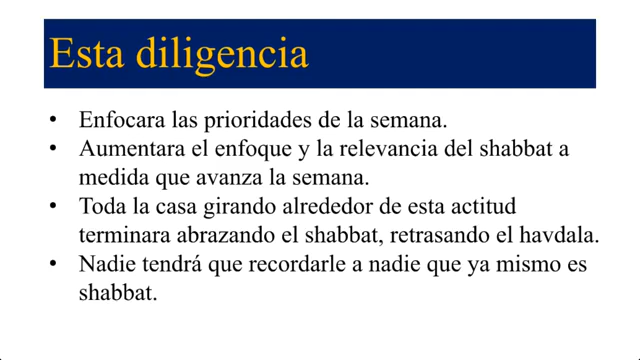 Esta diligencia
• Enfocara las prioridades de la semana.
• Aumentara el enfoque y la relevancia del shabbat a
medida que avanza la semana.
• Toda la casa girando alrededor de esta actitud
terminara abrazando el shabbat, retrasando el havdala.
• Nadie tendrá que recordarle a nadie que ya mismo es
shabbat.